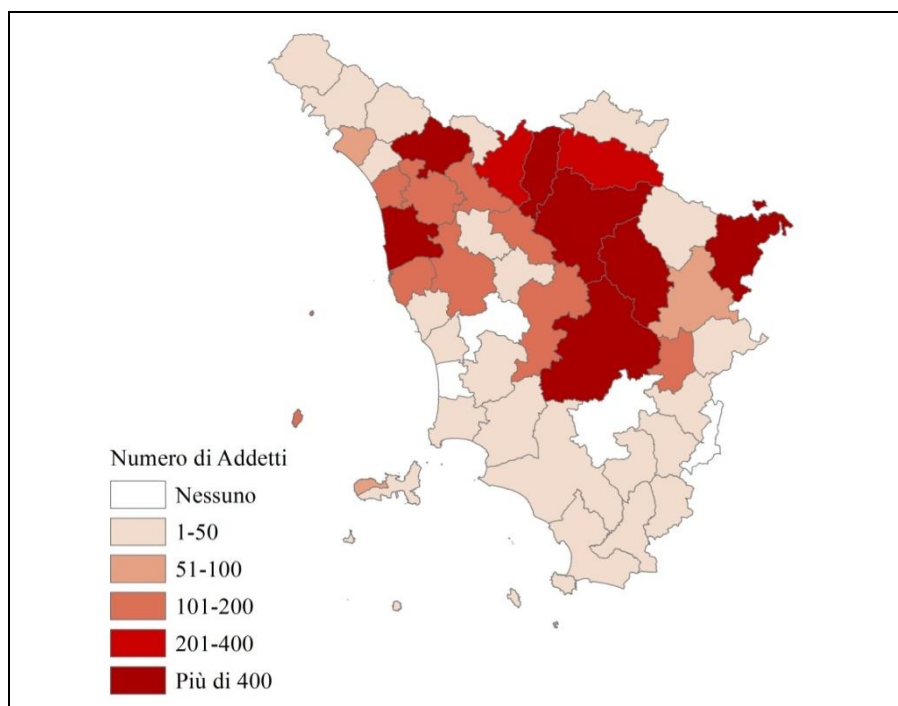 Numero di Addetti
Nessuno
1-50
51-100
101-200
201-400
Più di 400